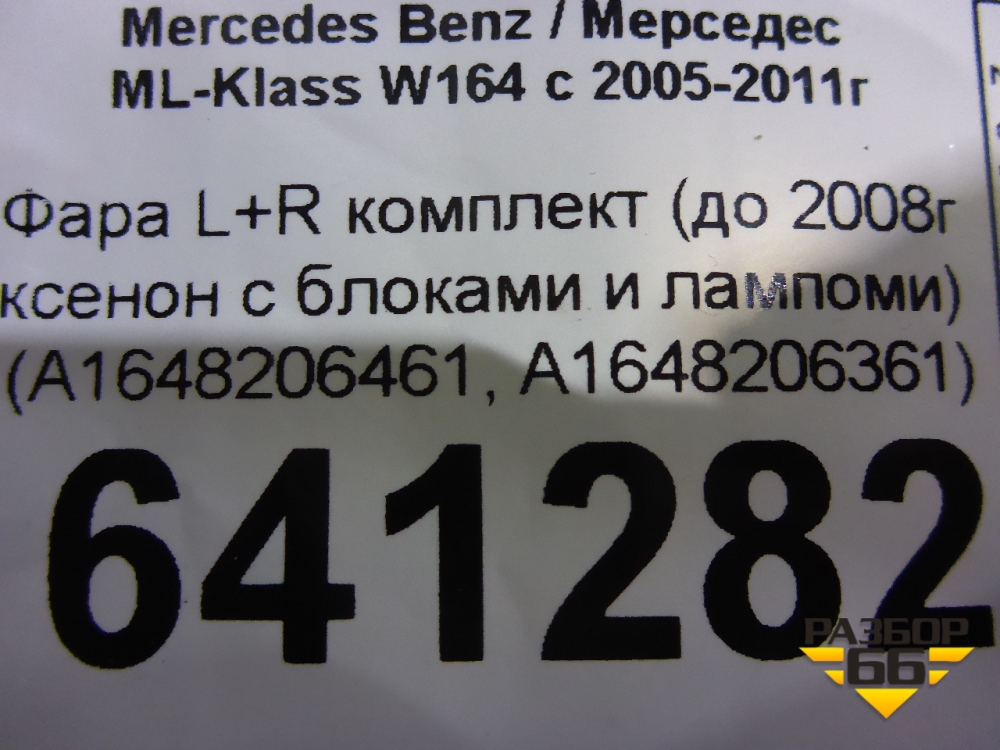 Mercedes Benz / Мерседес
ML-Klass W164 с 2005-2011г
Фара L+R комплект (до 2008г
ксенон с блоками и лампоми)
(A1648206461, A1648206361)
641282
РАЗБОР
66